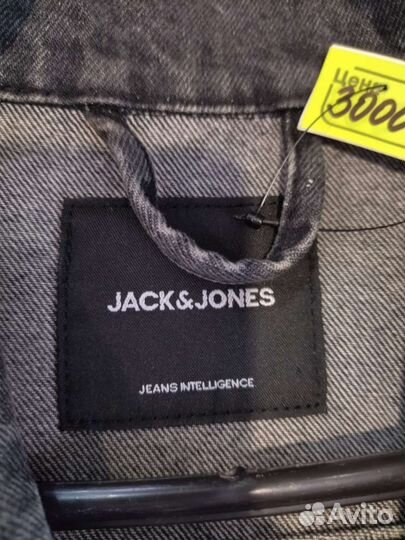 Цена
3000
JACK&JONES
JEANS INTELLIGENCE
Avito